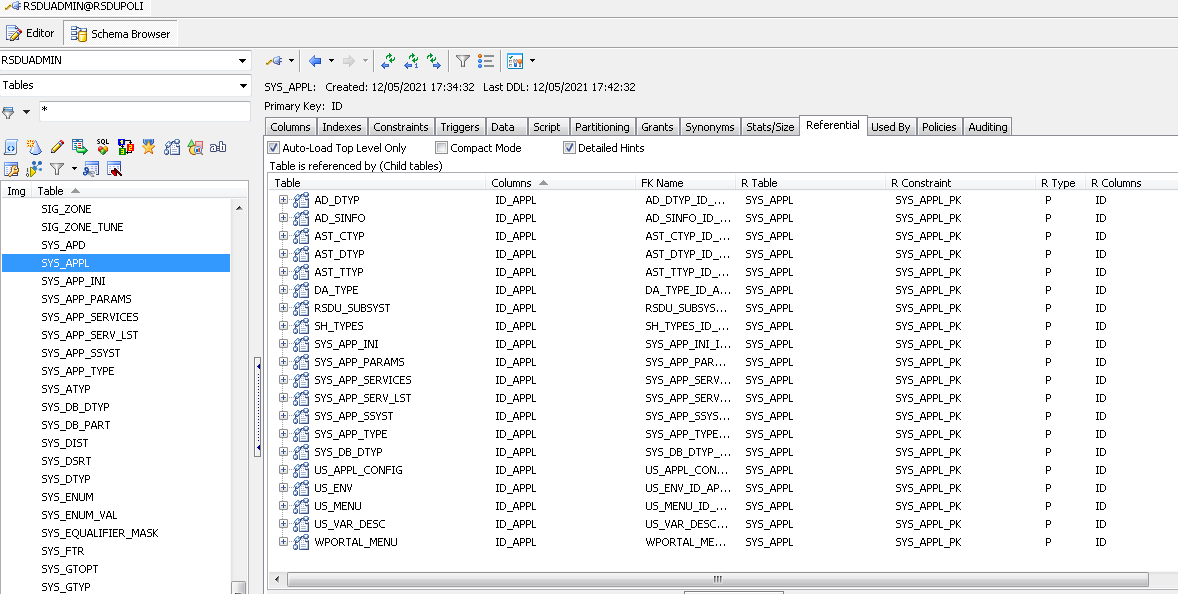 RSDUADMIN@RSDUPOLI
Editor Schema Browser
RSDUADMIN
Tables
*
SQL
a-b
Img Table
SIG_ZONE
SIG_ZONE_TUNE
SYS_APD
SYS_APPL
SYS_APP_INI
SYS_APP_PARAMS
SYS_APP_SERVICES
SYS_APP_SERV_LST
SYS_APP_SSYST
SYS_APP_TYPE
SYS_ATYP
SYS_DB_DTYP
SYS_DB_PART
SYS_DIST
SYS_DSRT
SYS_DTYP
SYS_ENUM
SYS_ENUM_VAL
SYS_EQUALIFIER_MASK
SYS_FTR
SYS_GTOPT
SYS_GTYP
SYS_APPL: Created: 12/05/2021 17:34:32 Last DDL: 12/05/2021 17:42:32
Primary Key: ID
Columns Indexes Constraints Triggers Data Script Partitioning Grants Synonyms Stats/Size Referential Used By Policies Auditing
Auto-Load Top Level Only Compact Mode Detailed Hints
Table is referenced by (Child tables)
Table Columns FK Name R Table R Constraint R Type R Columns
AD_DTYP ID_APPL AD_DTYP_ID_... SYS_APPL SYS_APPL_PK P ID
AD_SINFO ID_APPL AD_SINFO_ID_... SYS_APPL SYS_APPL_PK P ID
AST_CTYP ID_APPL AST_CTYP_ID_... SYS_APPL SYS_APPL_PK P ID
AST_DTYP ID_APPL AST_DTYP_ID_... SYS_APPL SYS_APPL_PK P ID
AST_TTYP ID_APPL AST_TTYP_ID_... SYS_APPL SYS_APPL_PK P ID
DA_TYPE ID_APPL DA_TYPE_ID_A... SYS_APPL SYS_APPL_PK P ID
RSDU_SUBSYST ID_APPL RSDU_SUBSYS... SYS_APPL SYS_APPL_PK P ID
SH_TYPES ID_APPL SH_TYPES_ID_... SYS_APPL SYS_APPL_PK P ID
SYS_APP_INI ID_APPL SYS_APP_INI_I... SYS_APPL SYS_APPL_PK P ID
SYS_APP_PARAMS ID_APPL SYS_APP_PAR... SYS_APPL SYS_APPL_PK P ID
SYS_APP_SERVICES ID_APPL SYS_APP_SERV... SYS_APPL SYS_APPL_PK P ID
SYS_APP_SERV_LST ID_APPL SYS_APP_SERV... SYS_APPL SYS_APPL_PK P ID
SYS_APP_SSYST ID_APPL SYS_APP_SSYS... SYS_APPL SYS_APPL_PK P ID
SYS_APP_TYPE ID_APPL SYS_APP_TYPE... SYS_APPL SYS_APPL_PK P ID
SYS_DB_DTYP ID_APPL SYS_DB_DTYP_... SYS_APPL SYS_APPL_PK P ID
US_APPL_CONFIG ID_APPL US_APPL_CON... SYS_APPL SYS_APPL_PK P ID
US_ENV ID_APPL US_ENV_ID_AP... SYS_APPL SYS_APPL_PK P ID
US_MENU ID_APPL US_MENU_ID_... SYS_APPL SYS_APPL_PK P ID
US_VAR_DESC ID_APPL US_VAR_DESC... SYS_APPL SYS_APPL_PK P ID
WPORTAL_MENU ID_APPL WPORTAL_ME... SYS_APPL SYS_APPL_PK P ID